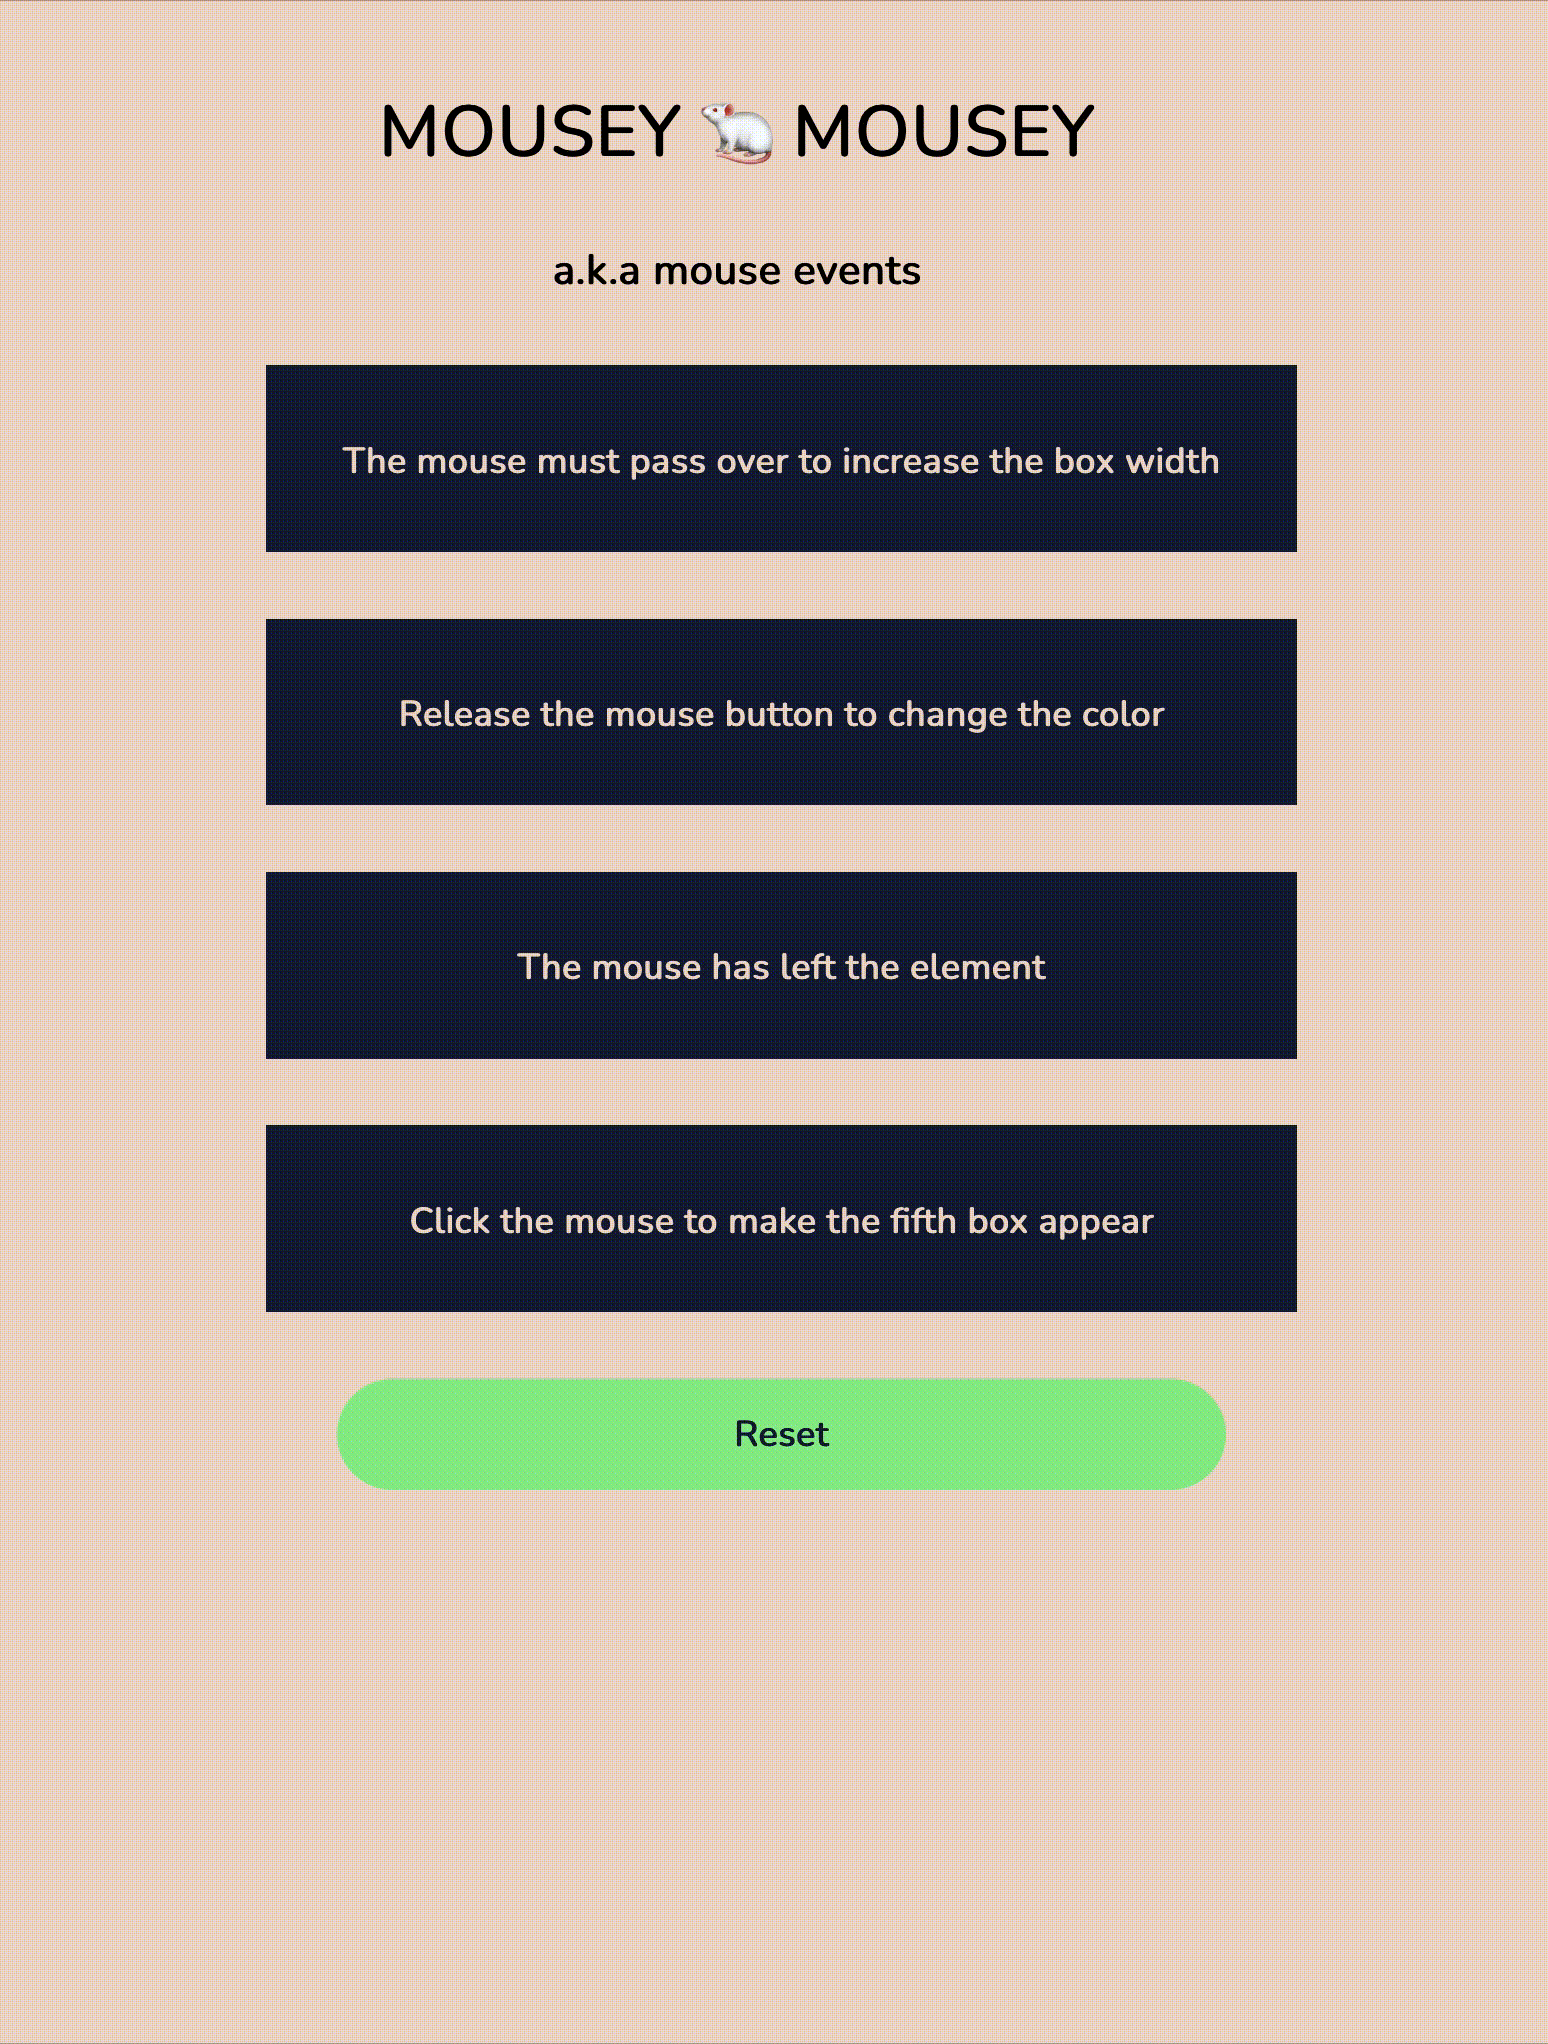 MOUSEY 🐁 MOUSEY
a.k.a mouse events
The mouse must pass over to increase the box width
Release the mouse button to change the color
The mouse has left the element
Click the mouse to make the fifth box appear
Reset